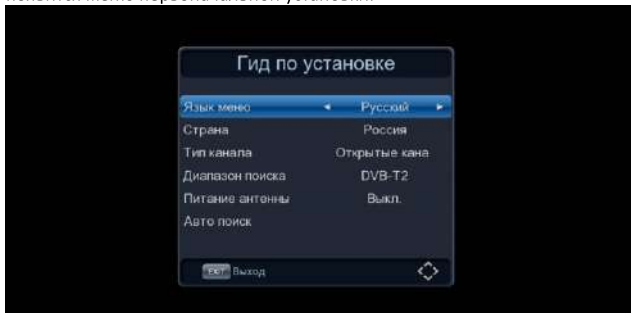 Гид по установке
Язык меню Русский
Страна Россия
Тип канала Открытые кана
Диапазон поиска DVB-T2
Питание антенны Выкл.
Авто поиск
EXIT Выход